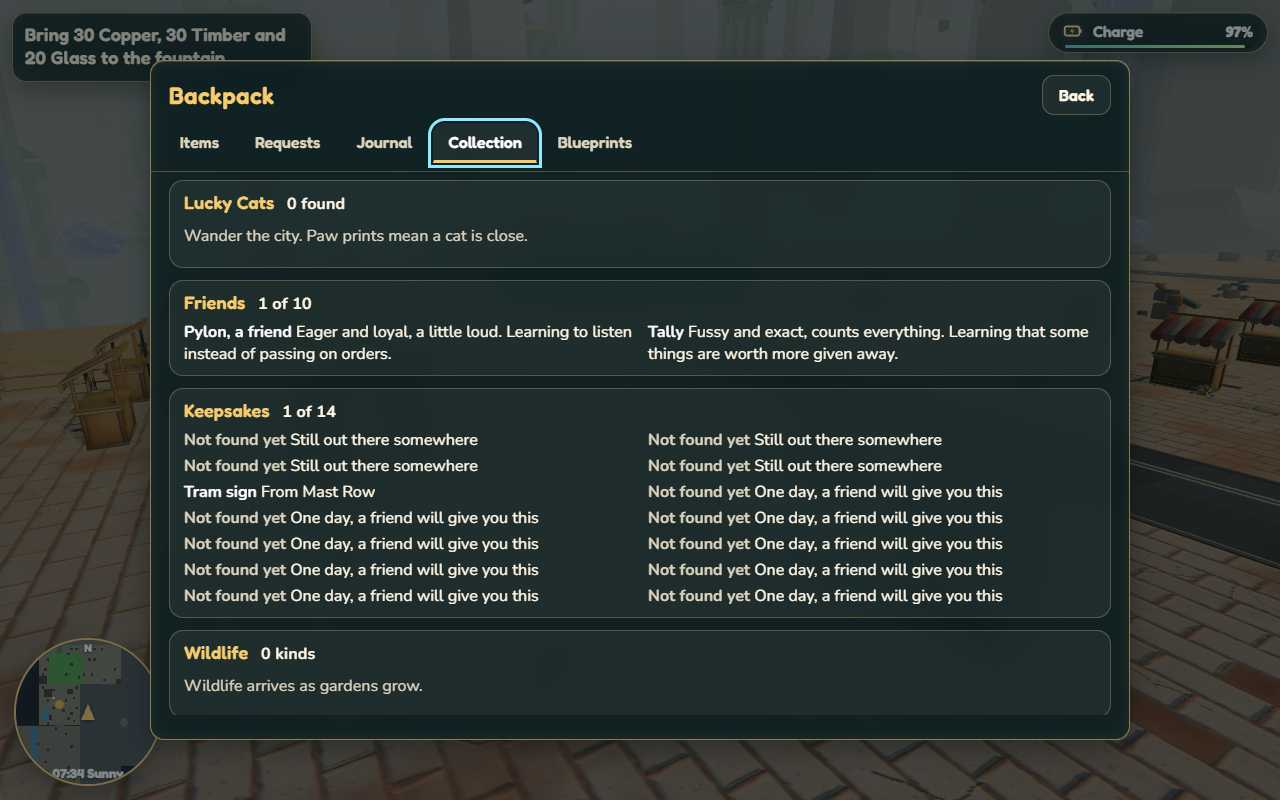 Bring 30 Copper, 30 Timber and
20 Glass to the fountain
Charge 97%
Backpack
Back
Items Requests Journal Collection Blueprints
Lucky Cats 0 found
Wander the city. Paw prints mean a cat is close.
Friends 1 of 10
Pylon, a friend Eager and loyal, a little loud. Learning to listen
instead of passing on orders.
Tally Fussy and exact, counts everything. Learning that some
things are worth more given away.
Keepsakes 1 of 14
Not found yet Still out there somewhere
Not found yet Still out there somewhere
Not found yet Still out there somewhere
Not found yet Still out there somewhere
Tram sign From Mast Row
Not found yet One day, a friend will give you this
Not found yet One day, a friend will give you this
Not found yet One day, a friend will give you this
Not found yet One day, a friend will give you this
Not found yet One day, a friend will give you this
Not found yet One day, a friend will give you this
Not found yet One day, a friend will give you this
Not found yet One day, a friend will give you this
Not found yet One day, a friend will give you this
Wildlife 0 kinds
Wildlife arrives as gardens grow.
N
07:34 Sunny